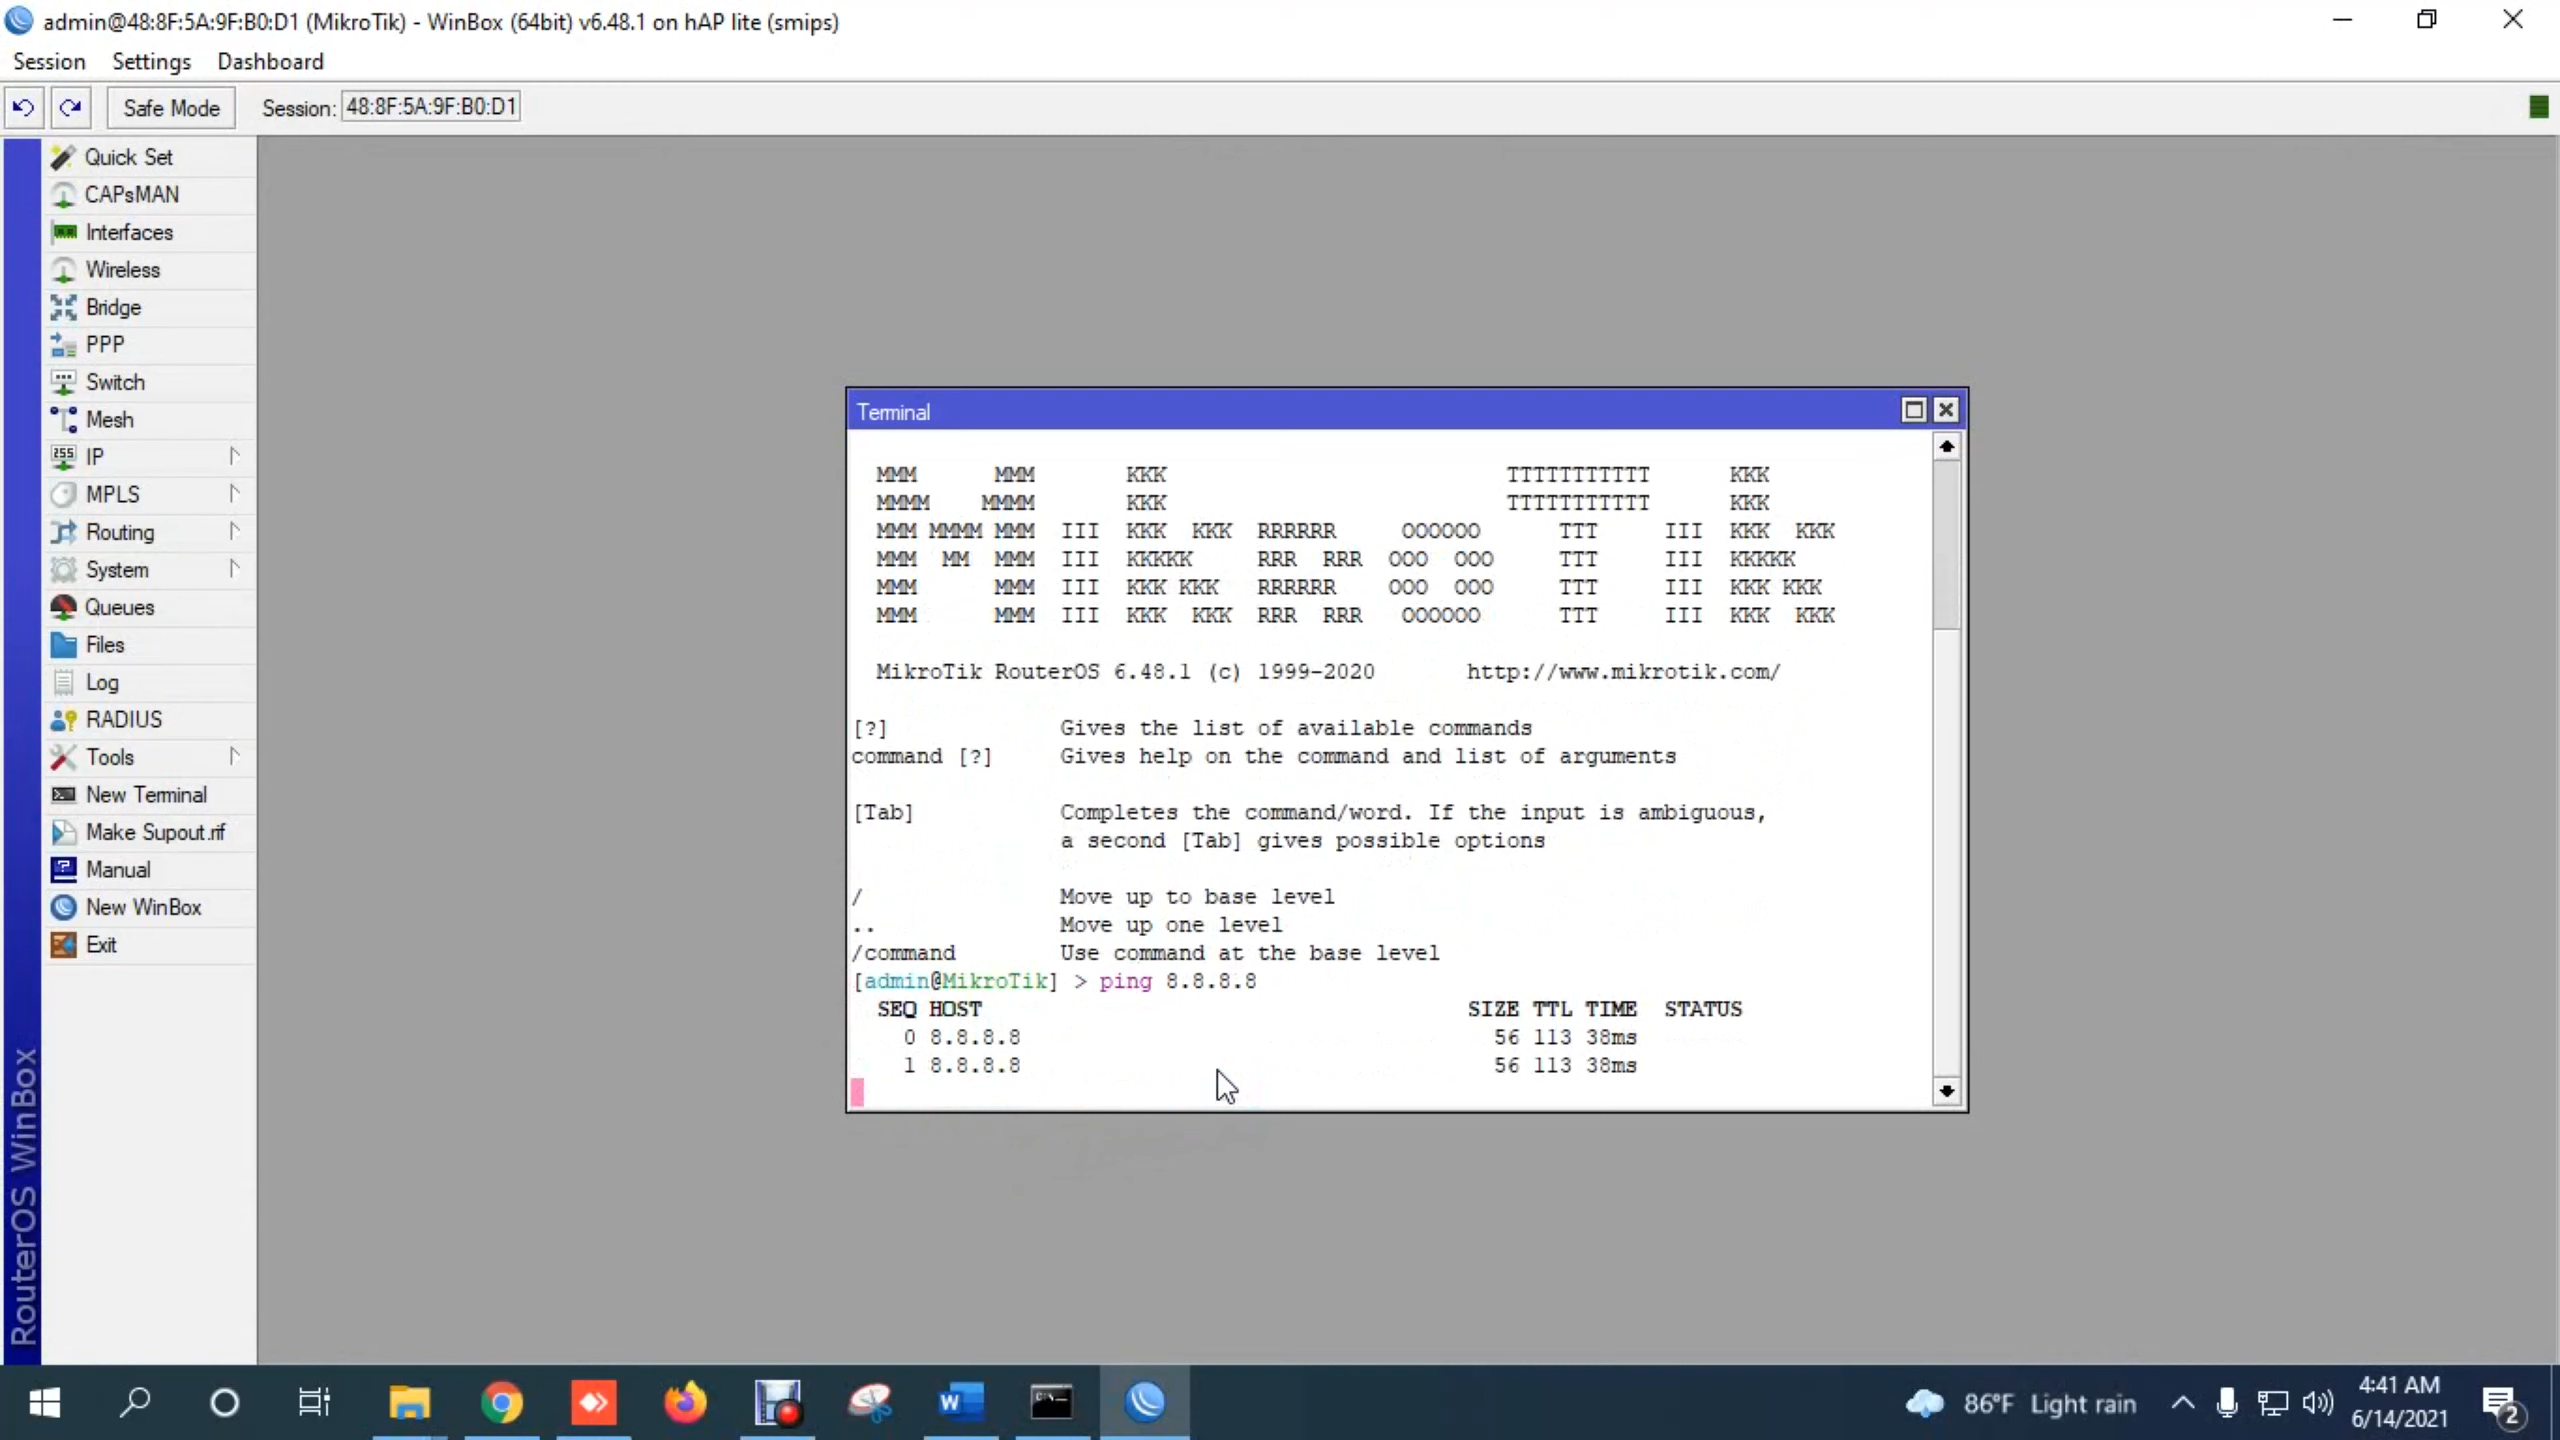 admin@48:8F:5A:9F:B0:D1 (MikroTik) - WinBox (64bit) v6.48.1 on hAP lite (smips)
Session Settings Dashboard
Safe Mode Session: 48:8F:5A:9F:B0:D1
Quick Set
CAPsMAN
Interfaces
Wireless
Bridge
PPP
Switch
Mesh
IP
MPLS
Routing
System
Queues
Files
Log
RADIUS
Tools
New Terminal
Make Supout.rif
Manual
New WinBox
Exit
RouterOS WinBox
Terminal
MMM      MMM       KKK                          TTTTTTTTTTT      KKK
MMMM    MMMM       KKK                          TTTTTTTTTTT      KKK
MMM MMMM MMM  III  KKK  KKK  RRRRRR     OOOOOO      TTT     III  KKK  KKK
MMM  MM  MMM  III  KKKKK     RRR  RRR  OOO  OOO     TTT     III  KKKKK
MMM      MMM  III  KKK KKK   RRRRRR    OOO  OOO     TTT     III  KKK KKK
MMM      MMM  III  KKK  KKK  RRR  RRR   OOOOOO      TTT     III  KKK  KKK
MikroTik RouterOS 6.48.1 (c) 1999-2020       http://www.mikrotik.com/
[?]             Gives the list of available commands
command [?]     Gives help on the command and list of arguments
[Tab]           Completes the command/word. If the input is ambiguous,
a second [Tab] gives possible options
/               Move up to base level
..              Move up one level
/command        Use command at the base level
[admin@MikroTik] > ping 8.8.8.8
SEQ HOST                                     SIZE TTL TIME  STATUS
0 8.8.8.8                                    56 113 38ms
1 8.8.8.8                                    56 113 38ms
86°F Light rain
4:41 AM
6/14/2021
2